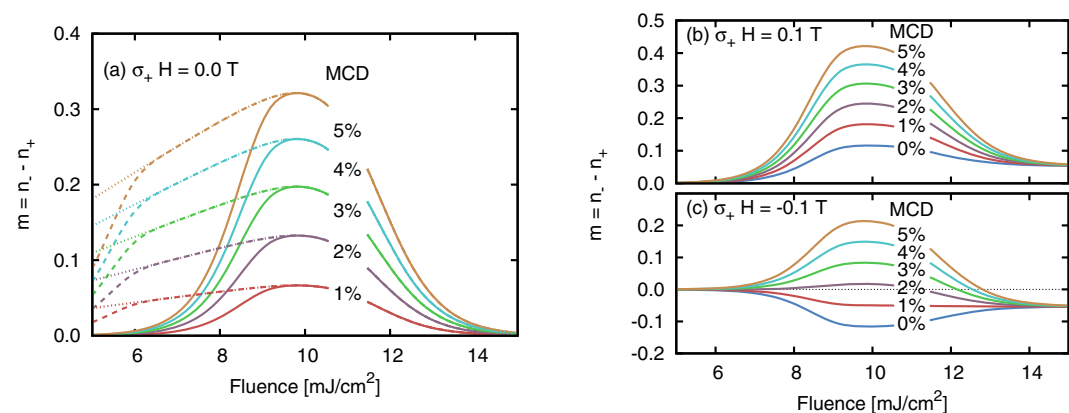 0.4
0.3
0.2
0.1
0.0
m = n₋ - n₊
(a) σ₊ H = 0.0 T
MCD
5%
4%
3%
2%
1%
6 8 10 12 14
Fluence [mJ/cm²]
0.5
0.4
0.3
0.2
0.1
0.0
(b) σ₊ H = 0.1 T
MCD
5%
4%
3%
2%
1%
0%
m = n₋ - n₊
0.2
0.1
0.0
-0.1
-0.2
(c) σ₊ H = -0.1 T
MCD
5%
4%
3%
2%
1%
0%
6 8 10 12 14
Fluence [mJ/cm²]